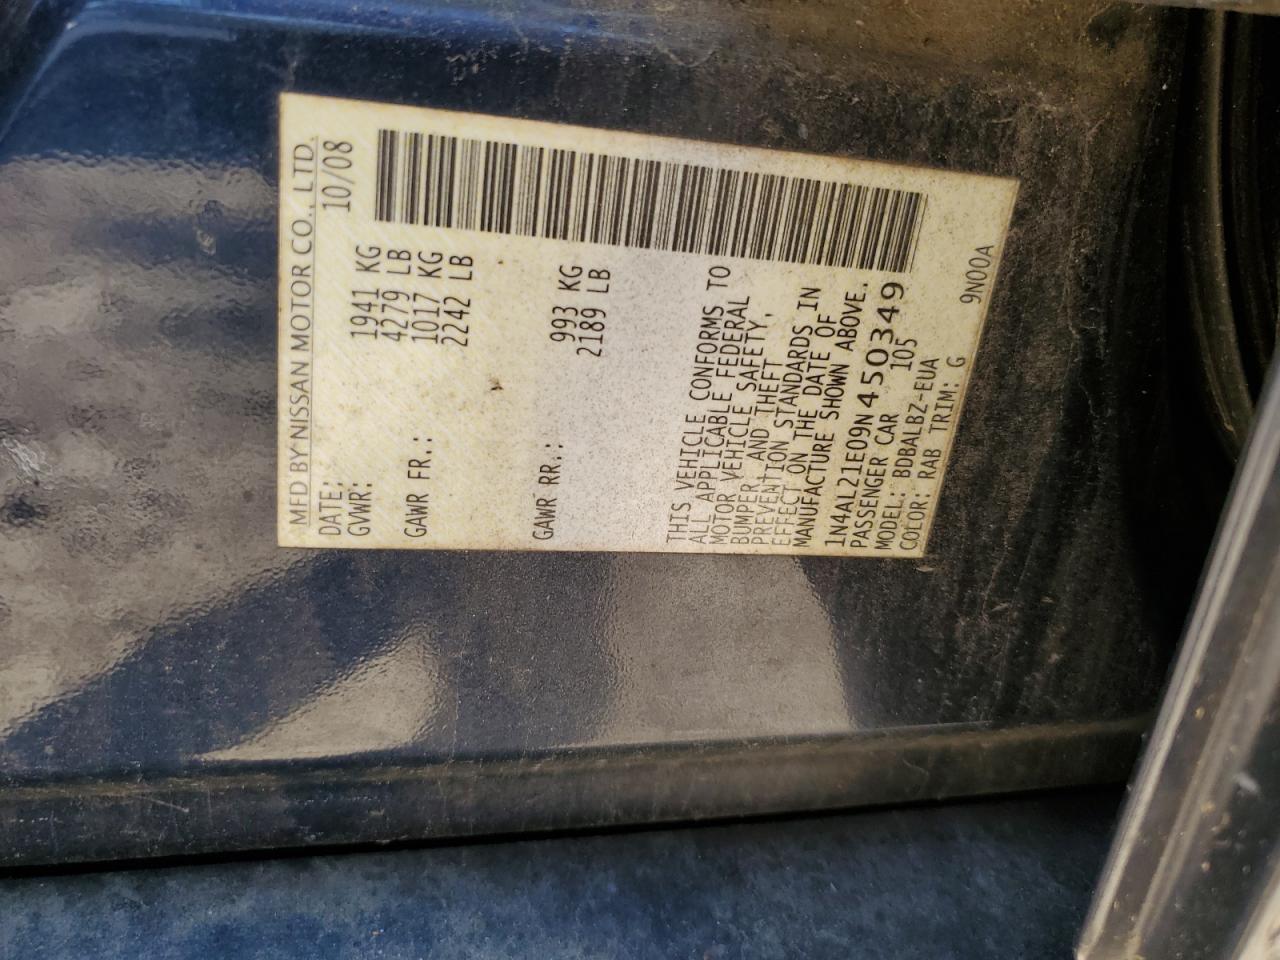 MFD BY NISSAN MOTOR CO., LTD.
DATE: 10/08
GVWR: 1941 KG
4279 LB
GAWR FR.: 1017 KG
2242 LB
GAWR RR.: 993 KG
2189 LB
THIS VEHICLE CONFORMS TO
ALL APPLICABLE FEDERAL
MOTOR VEHICLE SAFETY,
BUMPER, AND THEFT
PREVENTION STANDARDS IN
EFFECT ON THE DATE OF
MANUFACTURE SHOWN ABOVE.
1N4AL21E09N450349
PASSENGER CAR 105
MODEL: BDBALBZ-EUA
COLOR: RAB TRIM: G 9N00A